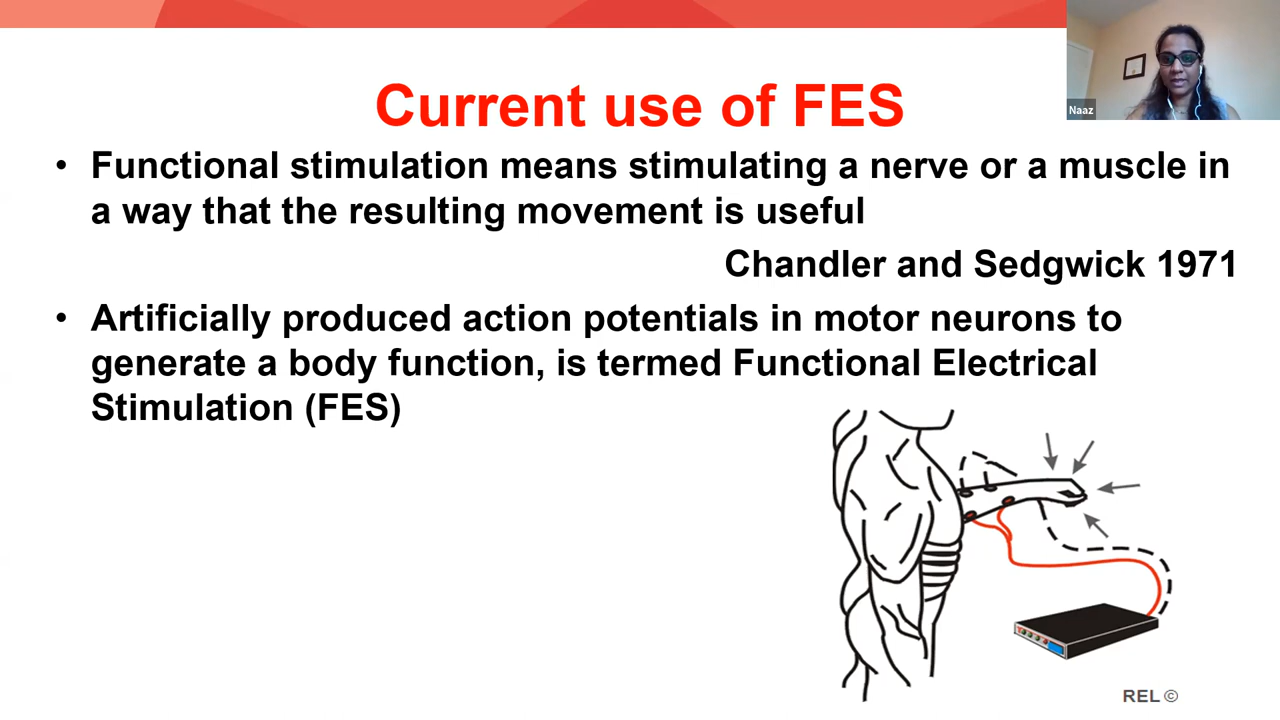 Current use of FES
Naaz
• Functional stimulation means stimulating a nerve or a muscle in
a way that the resulting movement is useful
Chandler and Sedgwick 1971
• Artificially produced action potentials in motor neurons to
generate a body function, is termed Functional Electrical
Stimulation (FES)
REL ©